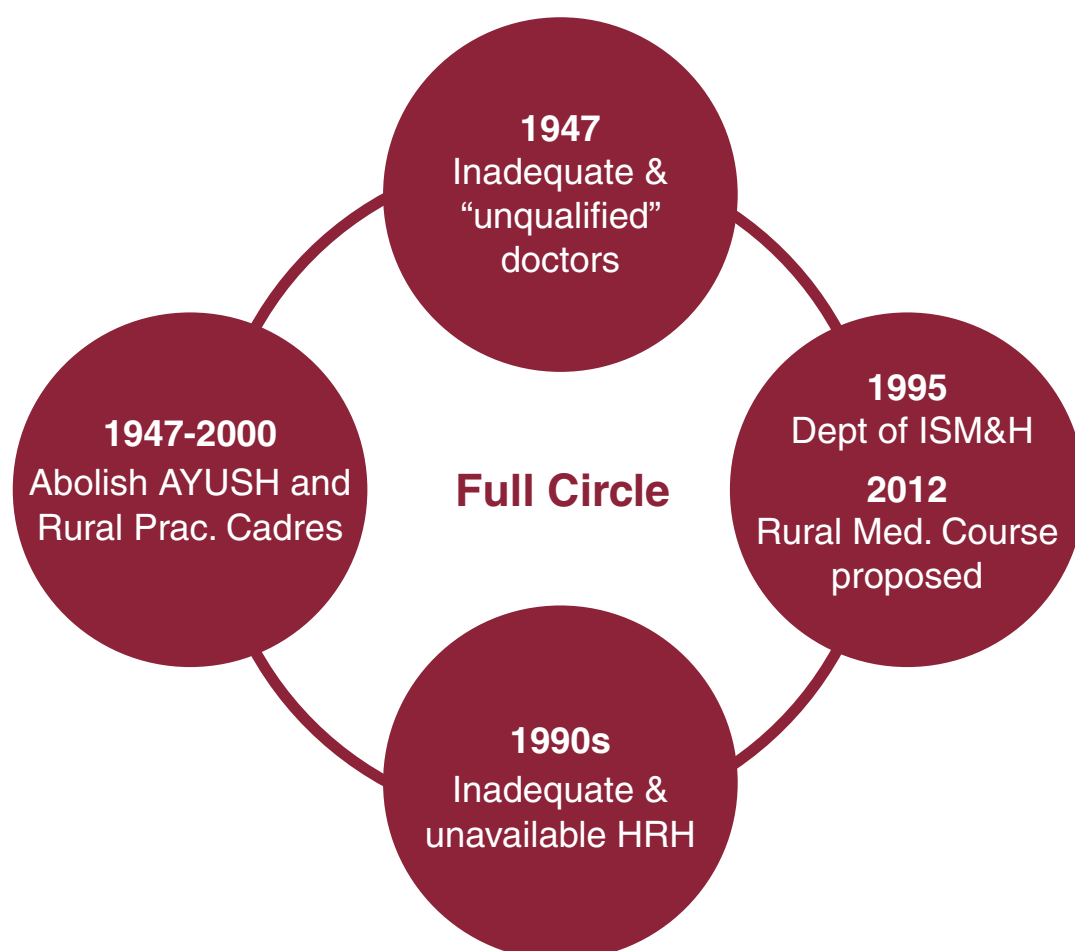 1947
Inadequate &
“unqualified”
doctors
1995
Dept of ISM&H
2012
Rural Med. Course
proposed
1947-2000
Abolish AYUSH and
Rural Prac. Cadres
Full Circle
1990s
Inadequate &
unavailable HRH